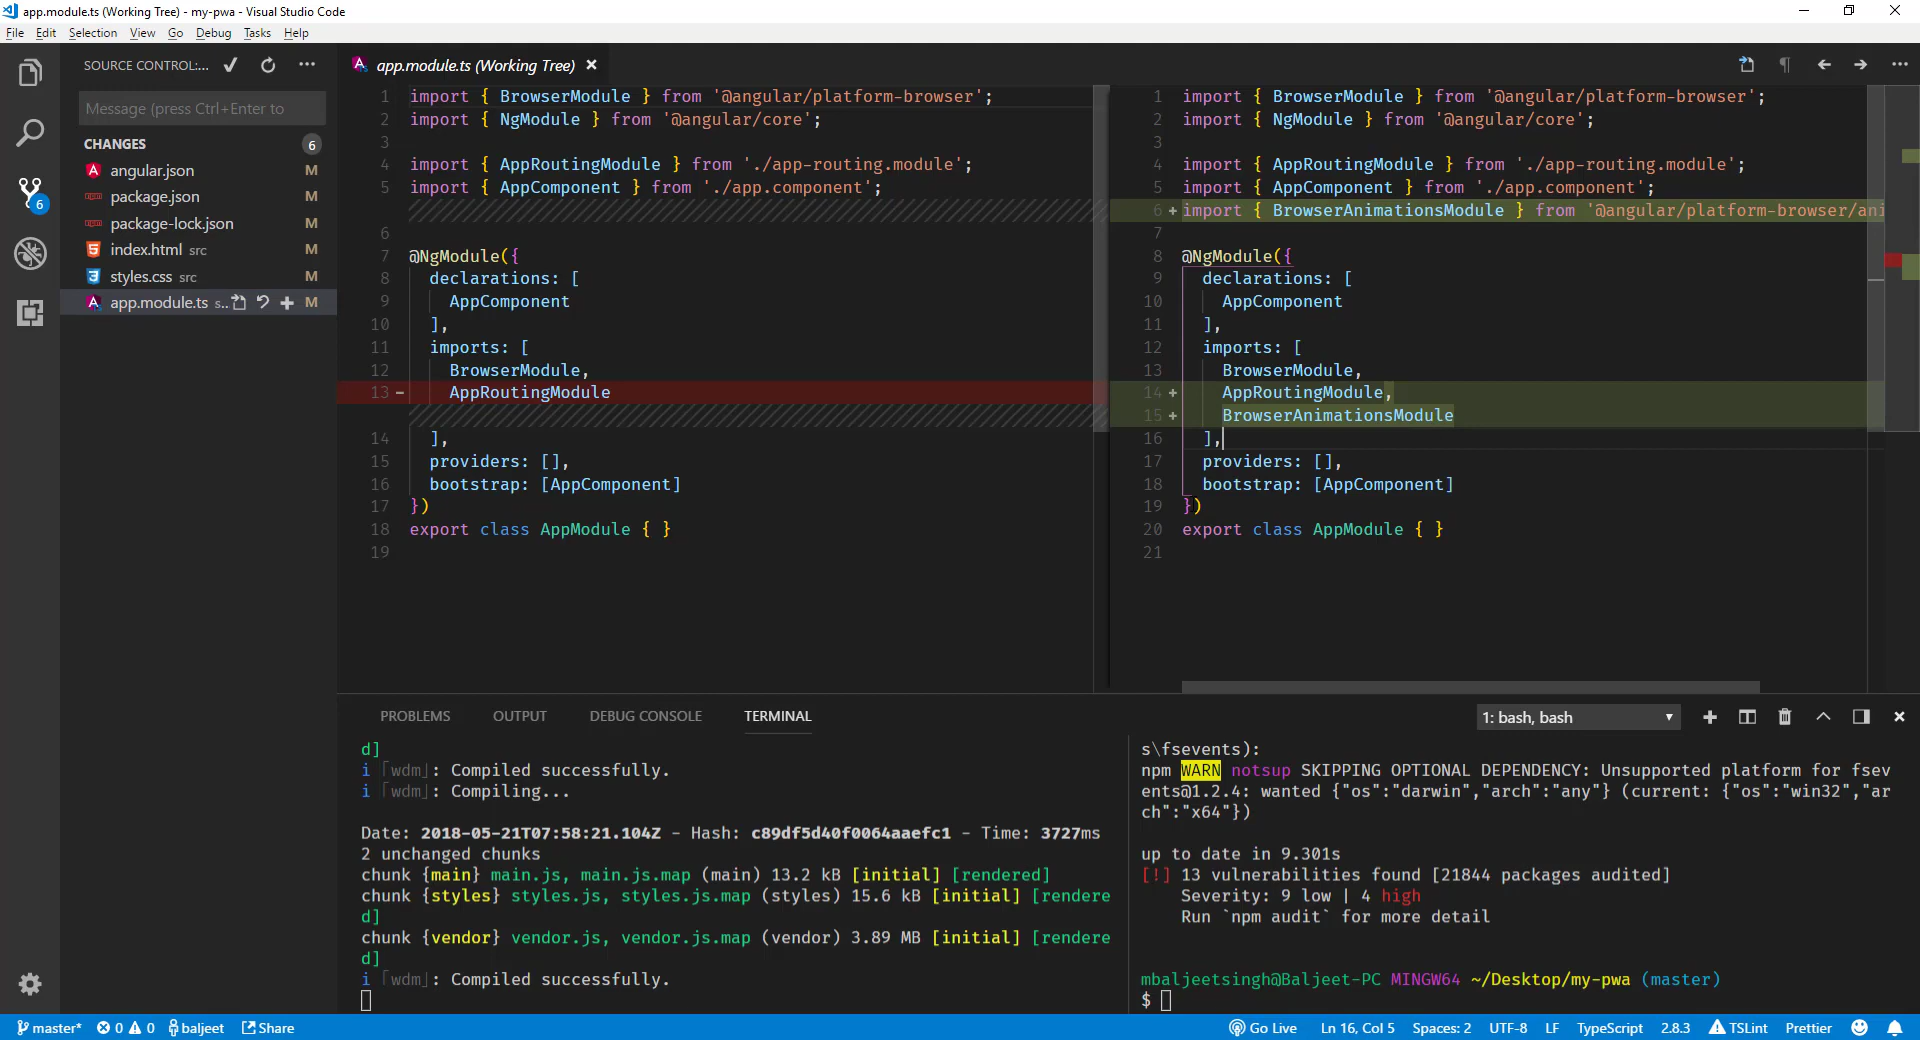 app.module.ts (Working Tree) - my-pwa - Visual Studio Code
File Edit Selection View Go Debug Tasks Help
SOURCE CONTROL:...
Message (press Ctrl+Enter to
CHANGES 6
angular.json M
package.json M
package-lock.json M
index.html src M
styles.css src M
app.module.ts s... M
6
app.module.ts (Working Tree)
1 import { BrowserModule } from '@angular/platform-browser';
2 import { NgModule } from '@angular/core';
3
4 import { AppRoutingModule } from './app-routing.module';
5 import { AppComponent } from './app.component';
6
7 @NgModule({
8 declarations: [
9 AppComponent
10 ],
11 imports: [
12 BrowserModule,
13 - AppRoutingModule
14 ],
15 providers: [],
16 bootstrap: [AppComponent]
17 })
18 export class AppModule { }
19
1 import { BrowserModule } from '@angular/platform-browser';
2 import { NgModule } from '@angular/core';
3
4 import { AppRoutingModule } from './app-routing.module';
5 import { AppComponent } from './app.component';
6 + import { BrowserAnimationsModule } from '@angular/platform-browser/ani
7
8 @NgModule({
9 declarations: [
10 AppComponent
11 ],
12 imports: [
13 BrowserModule,
14 + AppRoutingModule,
15 + BrowserAnimationsModule
16 ],
17 providers: [],
18 bootstrap: [AppComponent]
19 })
20 export class AppModule { }
21
PROBLEMS OUTPUT DEBUG CONSOLE TERMINAL
1: bash, bash
d]
i ｢wdm｣: Compiled successfully.
i ｢wdm｣: Compiling...
Date: 2018-05-21T07:58:21.104Z - Hash: c89df5d40f0064aaefc1 - Time: 3727ms
2 unchanged chunks
chunk {main} main.js, main.js.map (main) 13.2 kB [initial] [rendered]
chunk {styles} styles.js, styles.js.map (styles) 15.6 kB [initial] [rendere
d]
chunk {vendor} vendor.js, vendor.js.map (vendor) 3.89 MB [initial] [rendere
d]
i ｢wdm｣: Compiled successfully.
s\fsevents):
npm WARN notsup SKIPPING OPTIONAL DEPENDENCY: Unsupported platform for fsev
ents@1.2.4: wanted {"os":"darwin","arch":"any"} (current: {"os":"win32","ar
ch":"x64"})
up to date in 9.301s
[!] 13 vulnerabilities found [21844 packages audited]
Severity: 9 low | 4 high
Run `npm audit` for more detail
mbaljeetsingh@Baljeet-PC MINGW64 ~/Desktop/my-pwa (master)
$
master* 0 0 baljeet Share
Go Live Ln 16, Col 5 Spaces: 2 UTF-8 LF TypeScript 2.8.3 TSLint Prettier